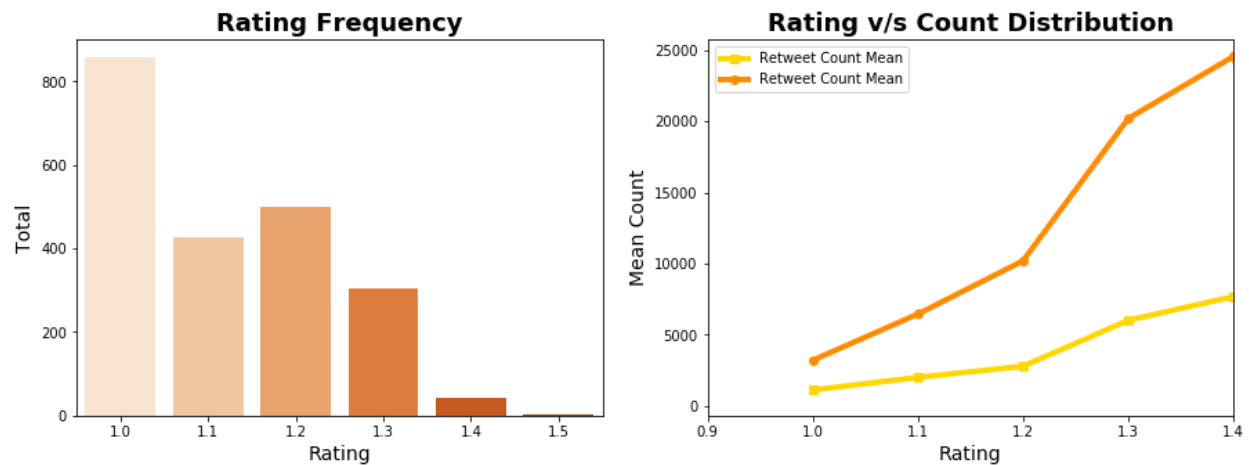 Rating Frequency
Total
800
600
400
200
0
1.0 1.1 1.2 1.3 1.4 1.5
Rating
Rating v/s Count Distribution
Retweet Count Mean
Retweet Count Mean
Mean Count
25000
20000
15000
10000
5000
0
0.9 1.0 1.1 1.2 1.3 1.4
Rating